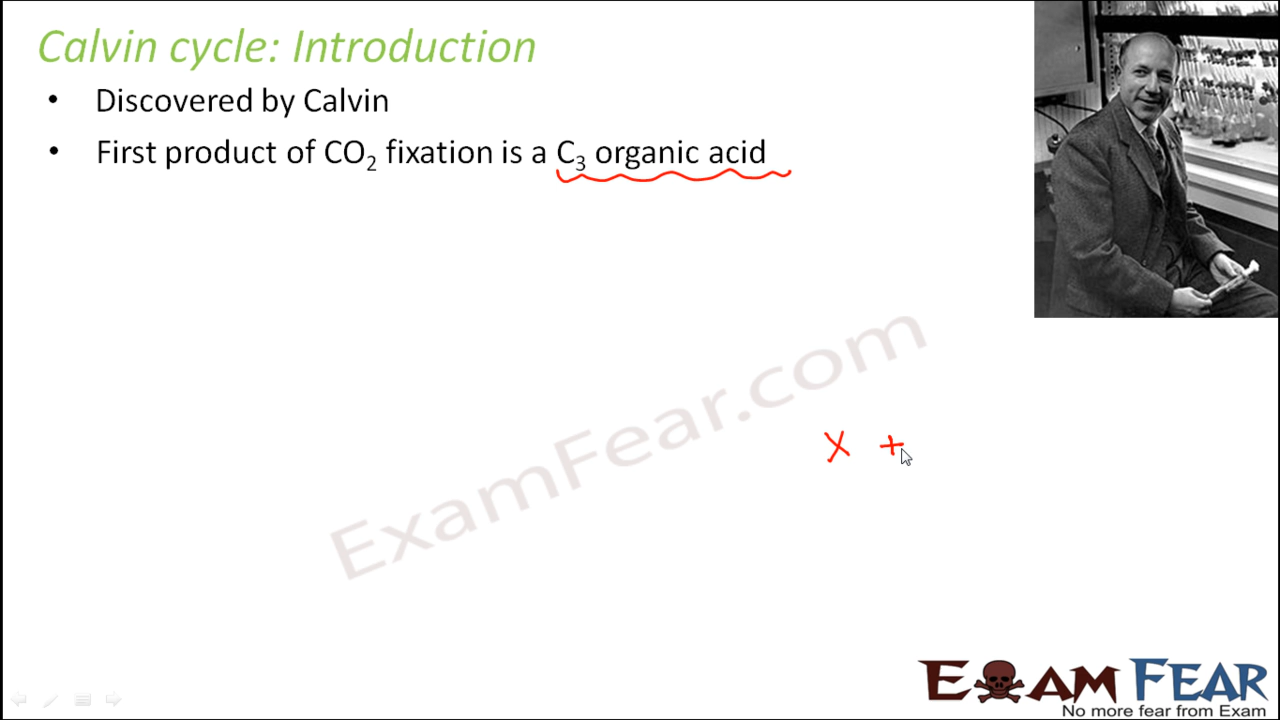 Calvin cycle: Introduction
• Discovered by Calvin
• First product of CO₂ fixation is a C₃ organic acid
ExamFear.com
X +
EXAM FEAR
No more fear from Exam